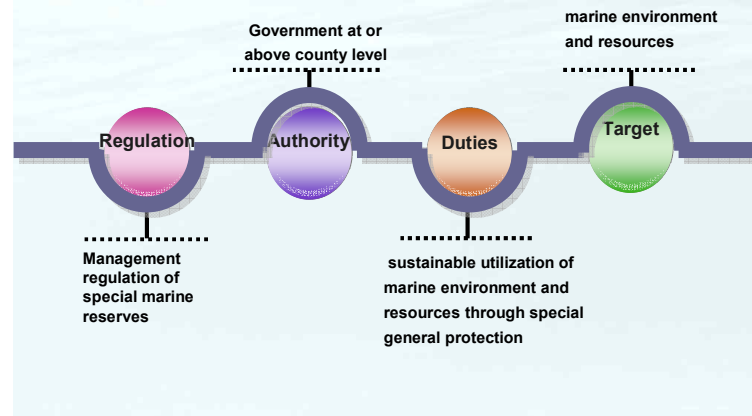 Regulation
Management
regulation of
special marine
reserves
Government at or
above county level
Authority
Duties
sustainable utilization of
marine environment and
resources through special
general protection
marine environment
and resources
Target